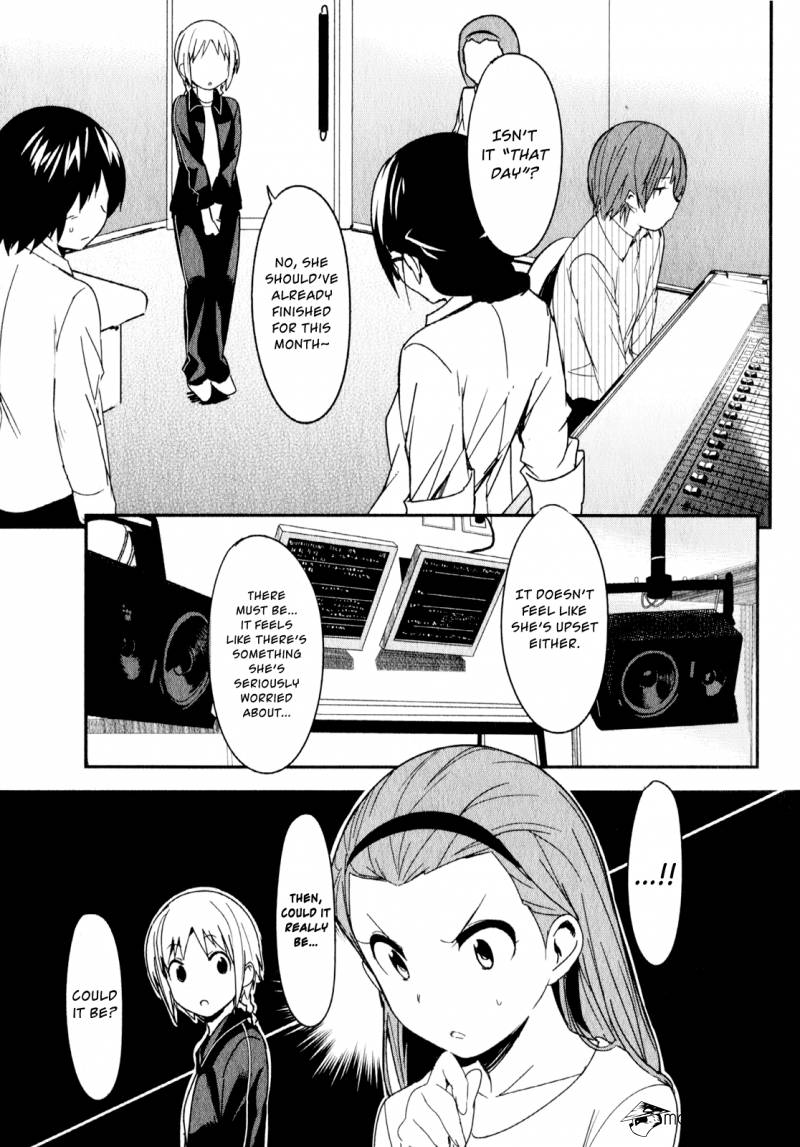 ISN'T
IT "THAT
DAY"?
NO, SHE
SHOULD'VE
ALREADY
FINISHED
FOR THIS
MONTH~
IT DOESN'T
FEEL LIKE
SHE'S UPSET
EITHER.
THERE
MUST BE...
IT FEELS
LIKE THERE'S
SOMETHING
SHE'S
SERIOUSLY
WORRIED
ABOUT...
...!!
THEN,
COULD IT
REALLY
BE...
COULD
IT BE?